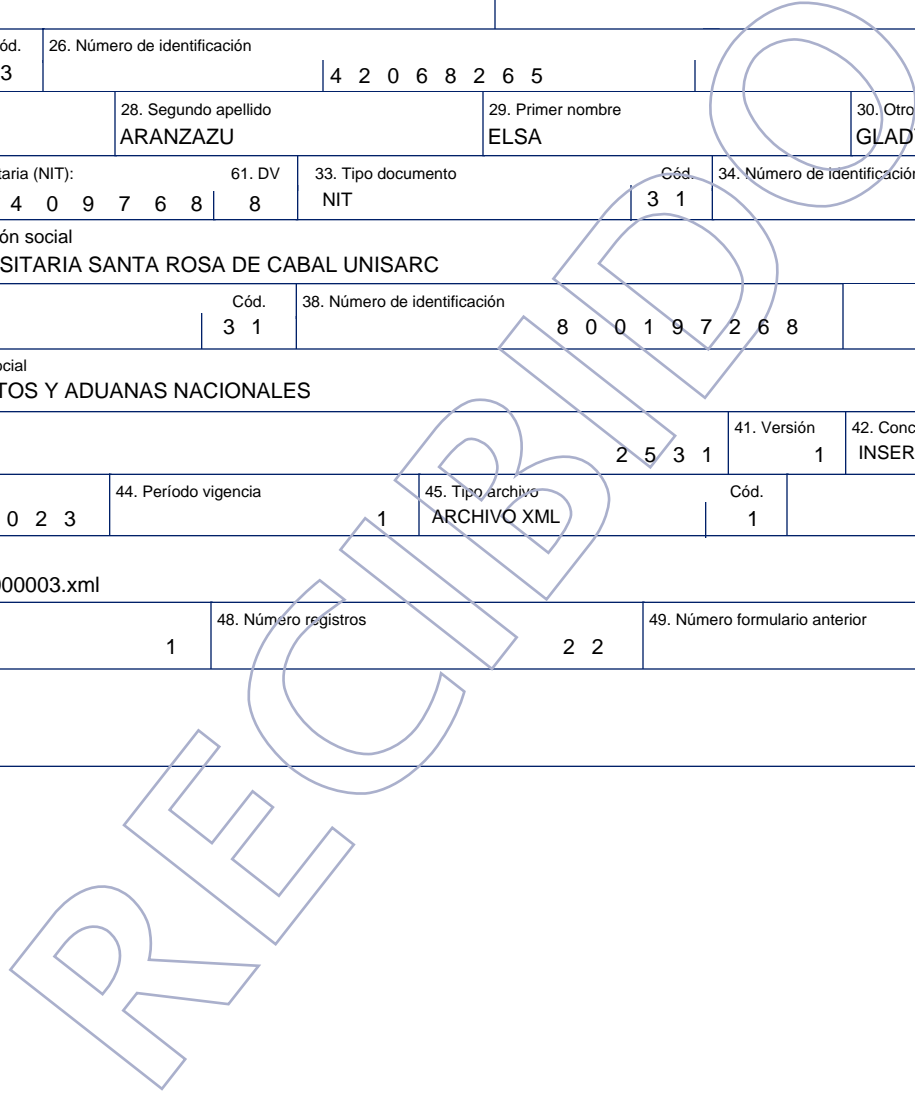 ód. 26. Número de identificación
3 4 2 0 6 8 2 6 5
28. Segundo apellido 29. Primer nombre 30. Otro
ARANZAZU ELSA GLAD
taria (NIT): 61. DV 33. Tipo documento Cód. 34. Número de identificación
4 0 9 7 6 8 8 NIT 3 1
ón social
SITARIA SANTA ROSA DE CABAL UNISARC
Cód. 38. Número de identificación
3 1 8 0 0 1 9 7 2 6 8
ocial
TOS Y ADUANAS NACIONALES
41. Versión 42. Conc
2 5 3 1 1 INSER
44. Período vigencia 45. Tipo archivo Cód.
0 2 3 1 ARCHIVO XML 1
000003.xml
48. Número registros 49. Número formulario anterior
1 2 2
RECIBIDO